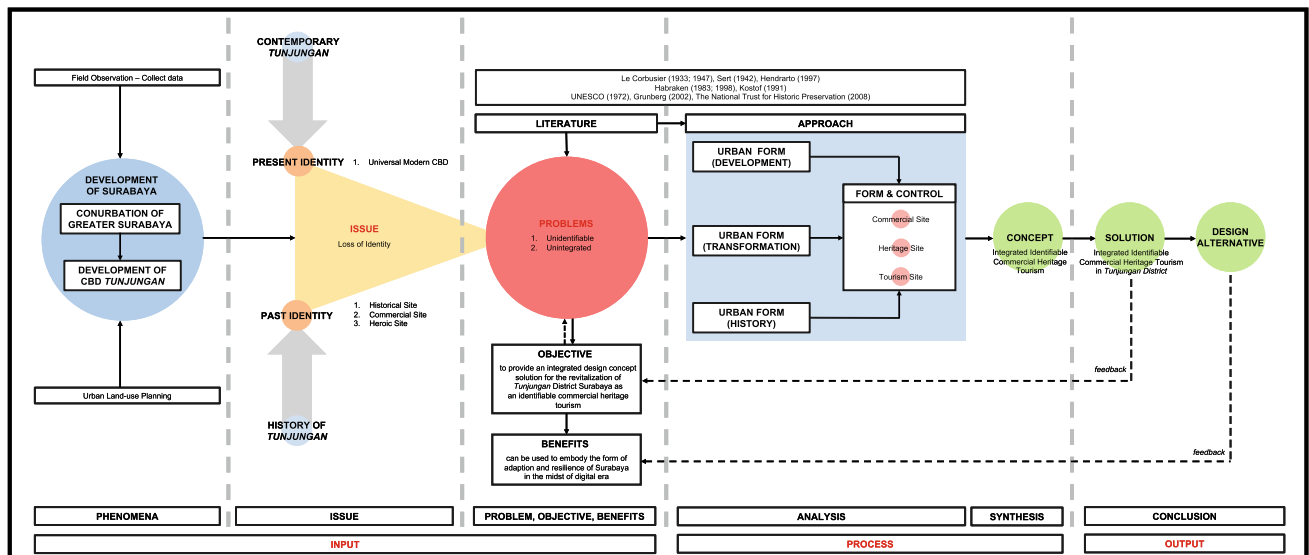 Field Observation – Collect data
DEVELOPMENT
OF SURABAYA
CONURBATION OF
GREATER SURABAYA
DEVELOPMENT OF
CBD TUNJUNGAN
Urban Land-use Planning
CONTEMPORARY
TUNJUNGAN
PRESENT IDENTITY
1. Universal Modern CBD
ISSUE
Loss of Identity
PAST IDENTITY
1. Historical Site
2. Commercial Site
3. Heroic Site
HISTORY OF
TUNJUNGAN
Le Corbusier (1933; 1947), Sert (1942), Hendrarto (1997)
Habraken (1983; 1998), Kostof (1991)
UNESCO (1972), Grunberg (2002), The National Trust for Historic Preservation (2008)
LITERATURE
APPROACH
PROBLEMS
1. Unidentifiable
2. Unintegrated
OBJECTIVE
to provide an integrated design concept
solution for the revitalization of
Tunjungan District Surabaya as
an identifiable commercial heritage
tourism
BENEFITS
can be used to embody the form of
adaption and resilience of Surabaya
in the midst of digital era
URBAN FORM
(DEVELOPMENT)
URBAN FORM
(TRANSFORMATION)
URBAN FORM
(HISTORY)
FORM & CONTROL
Commercial Site
Heritage Site
Tourism Site
CONCEPT
Integrated Identifiable
Commercial Heritage
Tourism
SOLUTION
Integrated Identifiable
Commercial Heritage Tourism
in Tunjungan District
DESIGN
ALTERNATIVE
feedback
feedback
PHENOMENA
ISSUE
PROBLEM, OBJECTIVE, BENEFITS
ANALYSIS
SYNTHESIS
CONCLUSION
INPUT
PROCESS
OUTPUT